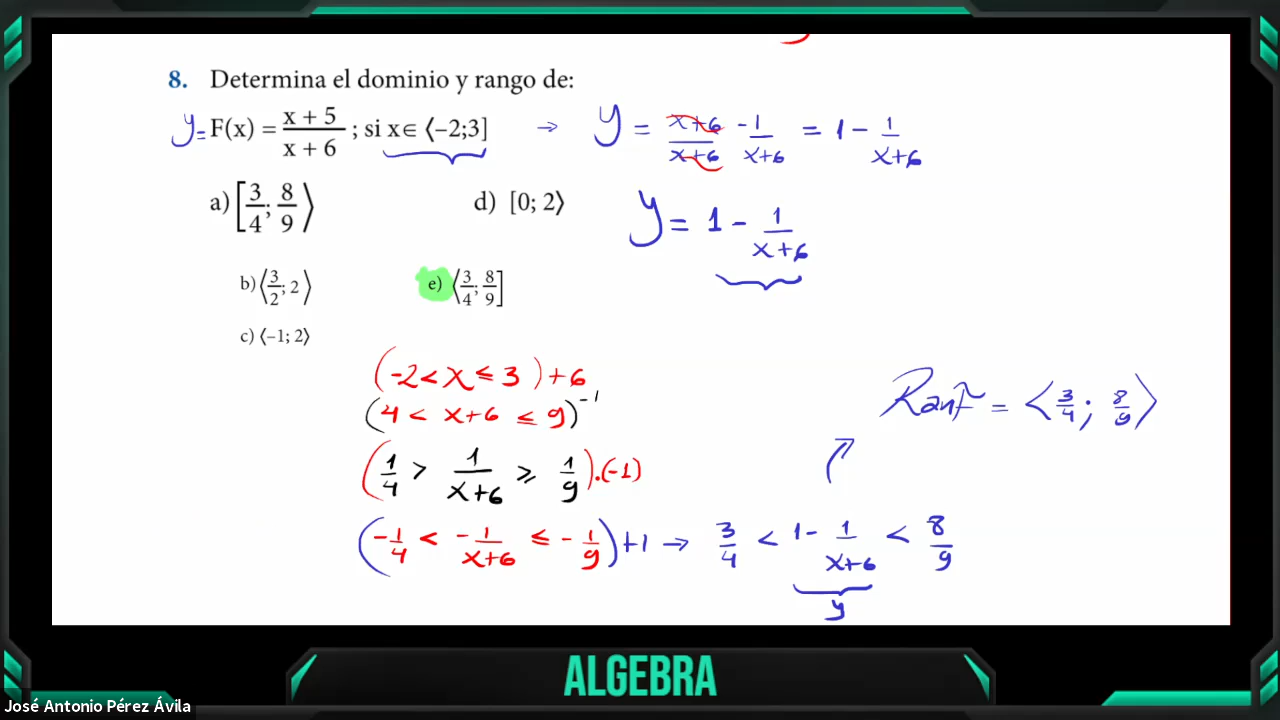 8. Determina el dominio y rango de:
y= F(x) = x + 5 / x + 6 ; si x∈ ⟨–2;3] → y = x+6 / x+6 - 1 / x+6 = 1 - 1 / x+6
a) [3/4; 8/9⟩ d) [0; 2⟩
y = 1 - 1 / x+6
b) ⟨3/2; 2⟩ e) ⟨3/4; 8/9]
c) ⟨–1; 2⟩
(-2 < x ≤ 3) + 6
(4 < x+6 ≤ 9)⁻¹
RanF = ⟨3/4; 8/9⟩
(1/4 > 1 / x+6 ≥ 1/9).(-1)
(-1/4 < -1 / x+6 ≤ -1/9) +1 → 3/4 < 1 - 1 / x+6 < 8/9
y
ALGEBRA
José Antonio Pérez Ávila